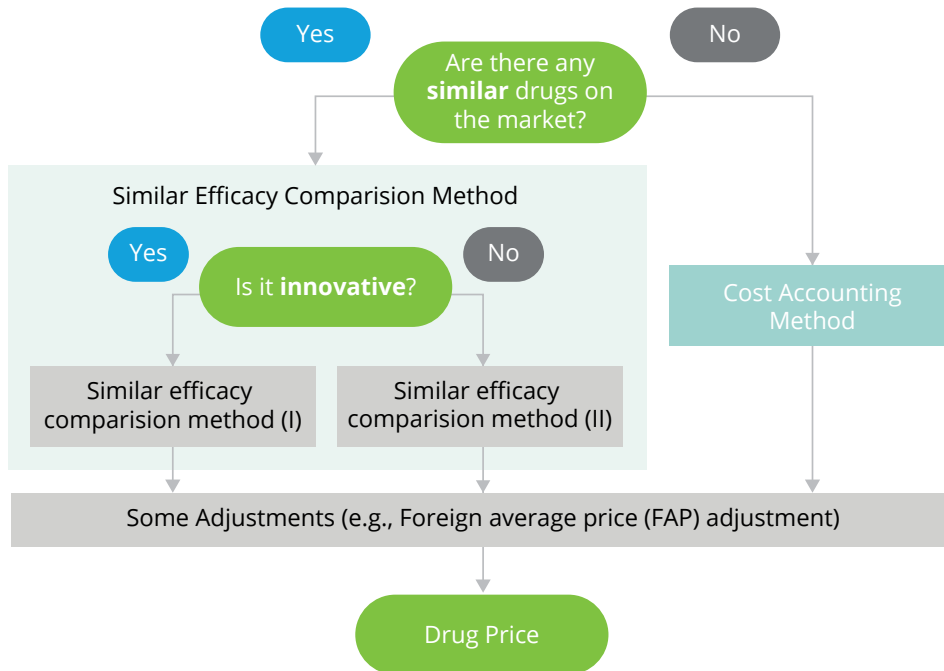 Yes
No
Are there any
similar drugs on
the market?
Similar Efficacy Comparision Method
Yes
No
Is it innovative?
Cost Accounting
Method
Similar efficacy
comparision method (I)
Similar efficacy
comparision method (II)
Some Adjustments (e.g., Foreign average price (FAP) adjustment)
Drug Price